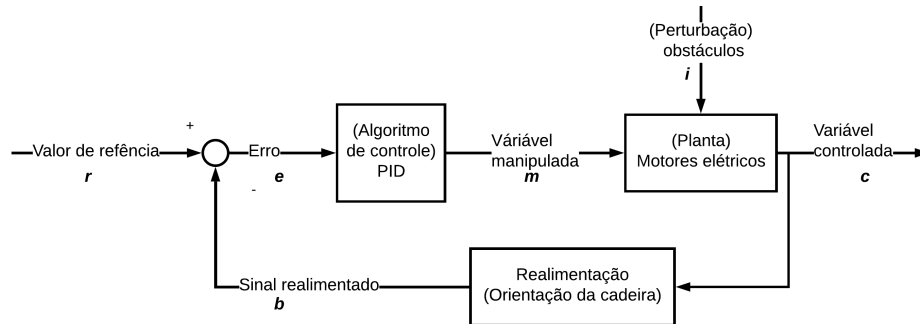 (Perturbação)
obstáculos
i
+
Valor de refência
r
Erro
e
-
(Algoritmo
de controle)
PID
Váriável
manipulada
m
(Planta)
Motores elétricos
Variável
controlada
c
Realimentação
(Orientação da cadeira)
Sinal realimentado
b